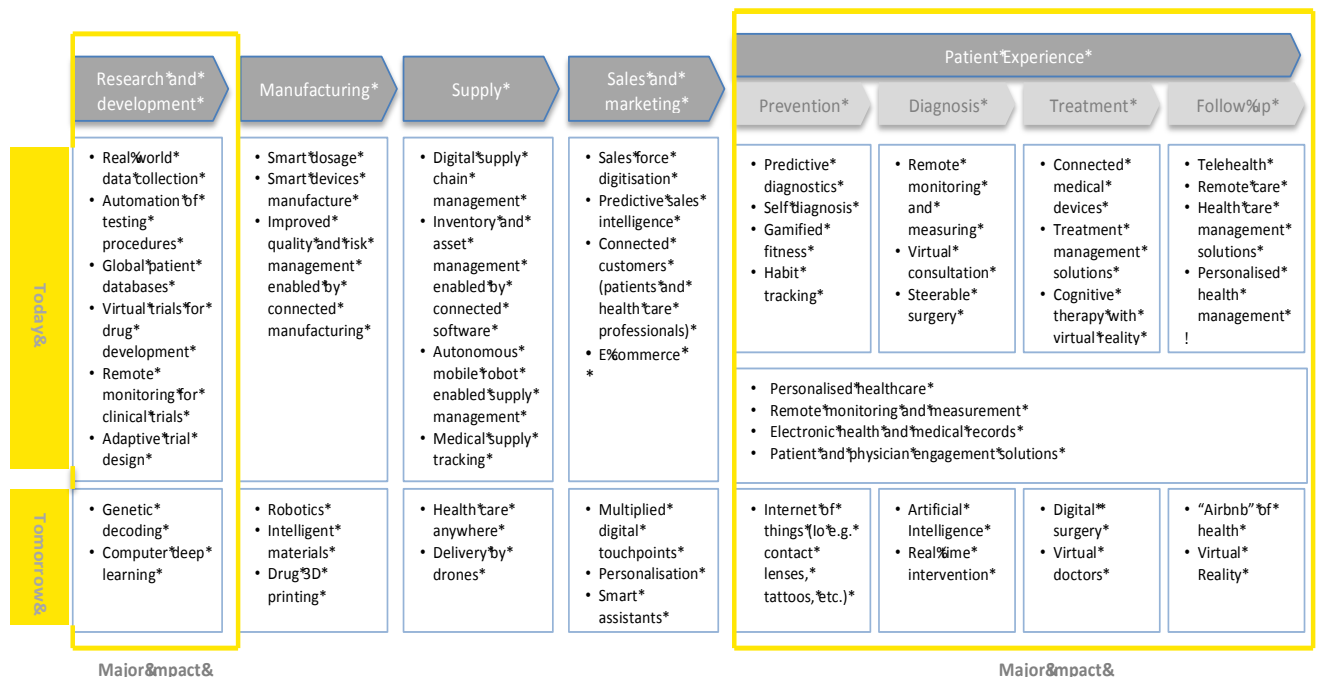 Research*and*
development*
Manufacturing*
Supply*
Sales*and*
marketing*
Patient*Experience*
Prevention*
Diagnosis*
Treatment*
Follow%up*
Today&
• Real%world*
data*collection*
• Automation*of*
testing*
procedures*
• Global*patient*
databases*
• Virtual*trials*for*
drug*
development*
• Remote*
monitoring*for*
clinical*trials*
• Adaptive*trial*
design*
• Smart*dosage*
• Smart*devices*
manufacture*
• Improved*
quality*and*risk*
management*
enabled*by*
connected*
manufacturing*
• Digital*supply*
chain*
management*
• Inventory*and*
asset*
management*
enabled*by*
connected*
software*
• Autonomous*
mobile*robot*
enabled*supply*
management*
• Medical*supply*
tracking*
• Sales*force*
digitisation*
• Predictive*sales*
intelligence*
• Connected*
customers*
(patients*and*
health*care*
professionals)*
• E%commerce*
*
• Predictive*
diagnostics*
• Self*diagnosis*
• Gamified*
fitness*
• Habit*
tracking*
• Remote*
monitoring*
and*
measuring*
• Virtual*
consultation*
• Steerable*
surgery*
• Connected*
medical*
devices*
• Treatment*
management*
solutions*
• Cognitive*
therapy*with*
virtual*reality*
• Telehealth*
• Remote*care*
• Health*care*
management*
solutions*
• Personalised*
health*
management*
!
• Personalised*healthcare*
• Remote*monitoring*and*measurement*
• Electronic*health*and*medical*records*
• Patient*and*physician*engagement*solutions*
Tomorrow&
• Genetic*
decoding*
• Computer*deep*
learning*
• Robotics*
• Intelligent*
materials*
• Drug*3D*
printing*
• Health*care*
anywhere*
• Delivery*by*
drones*
• Multiplied*
digital*
touchpoints*
• Personalisation*
• Smart*
assistants*
• Internet*of*
things*(Io*e.g.*
contact*
lenses,*
tattoos,*etc.)*
• Artificial*
Intelligence*
• Real%time*
intervention*
• Digital**
surgery*
• Virtual*
doctors*
• “Airbnb”*of*
health*
• Virtual*
Reality*
Major&impact&
Major&impact&